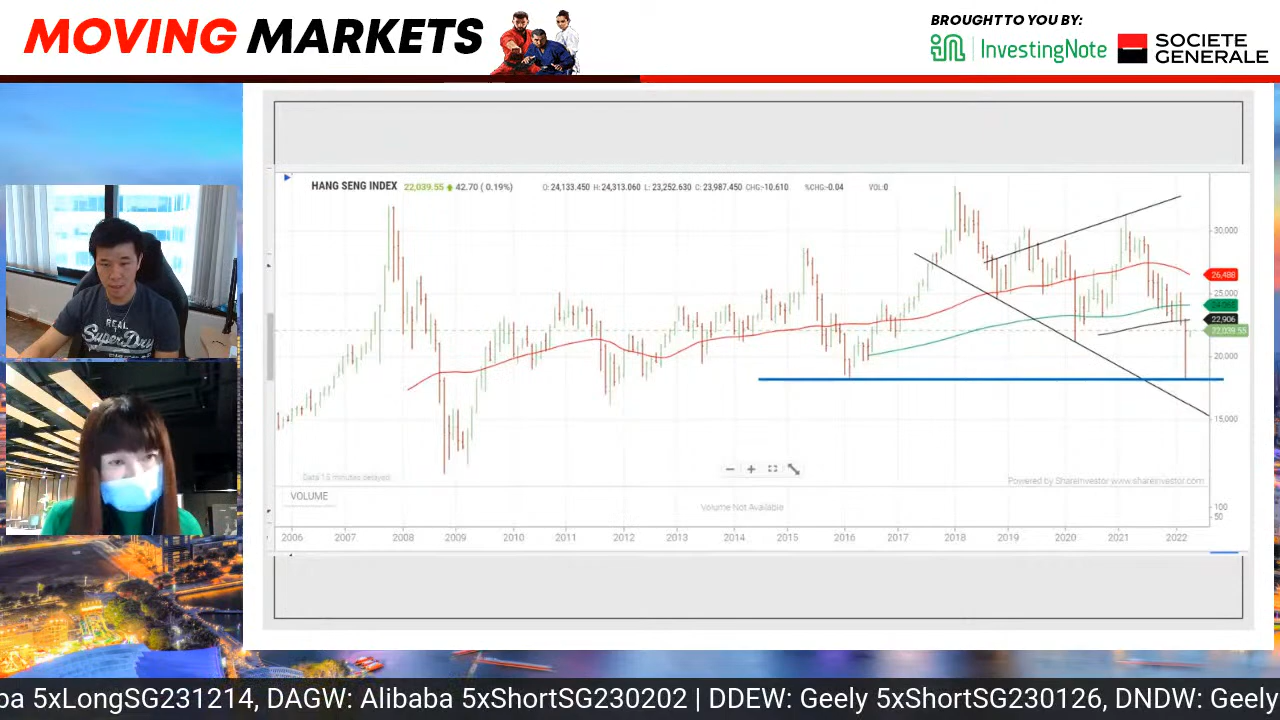 MOVING MARKETS
BROUGHT TO YOU BY:
InvestingNote
SOCIETE
GENERALE
HANG SENG INDEX 22,039.55 42.70 ( 0.19%) O: 24,133.450 H: 24,313.060 L: 23,252.630 C: 23,987.450 CHG:-10.610 %CHG:-0.04 VOL:0
30,000
26,488
25,000
22,906
22,039.55
20,000
15,000
REAL
Superdry
Data 15 minutes delayed
Powered by ShareInvestor www.shareinvestor.com
VOLUME
Volume Not Available
100
50
2006 2007 2008 2009 2010 2011 2012 2013 2014 2015 2016 2017 2018 2019 2020 2021 2022
ba 5xLongSG231214, DAGW: Alibaba 5xShortSG230202 | DDEW: Geely 5xShortSG230126, DNDW: Geely